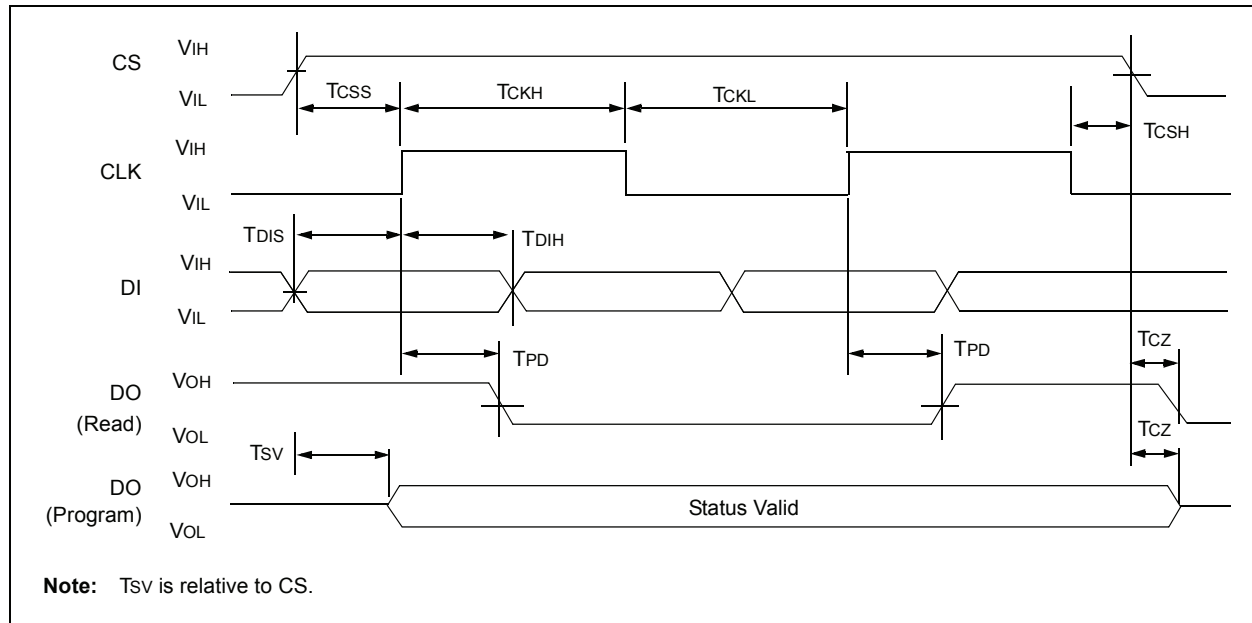 CS
VIH
VIL
TCSS
TCKH
TCKL
TCSH
CLK
VIH
VIL
TDIS
TDIH
DI
VIH
VIL
TPD
TPD
TCZ
DO
(Read)
VOH
VOL
TCZ
TSV
DO
(Program)
VOH
VOL
Status Valid
Note: TSV is relative to CS.